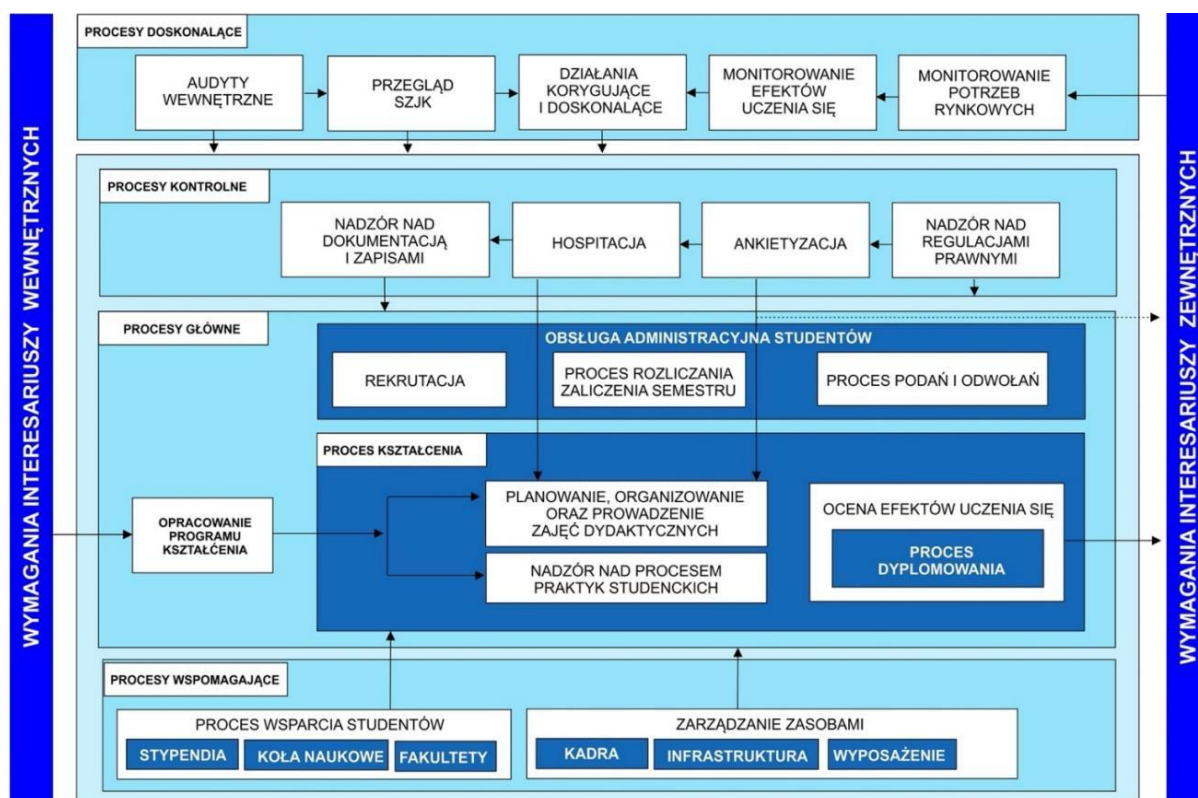 WYMAGANIA INTERESARIUSZY WEWNĘTRZNYCH
PROCESY DOSKONALĄCE
AUDYTY
WEWNĘTRZNE
PRZEGLĄD
SZJK
DZIAŁANIA
KORYGUJĄCE
I DOSKONALĄCE
MONITOROWANIE
EFEKTÓW
UCZENIA SIĘ
MONITOROWANIE
POTRZEB
RYNKOWYCH
PROCESY KONTROLNE
NADZÓR NAD
DOKUMENTACJĄ
I ZAPISAMI
HOSPITACJA
ANKIETYZACJA
NADZÓR NAD
REGULACJAMI
PRAWNYMI
PROCESY GŁÓWNE
OBSŁUGA ADMINISTRACYJNA STUDENTÓW
REKRUTACJA
PROCES ROZLICZANIA
ZALICZENIA SEMESTRU
PROCES PODAŃ I ODWOŁAŃ
PROCES KSZTAŁCENIA
OPRACOWANIE
PROGRAMU
KSZTAŁĆENIA
PLANOWANIE, ORGANIZOWANIE
ORAZ PROWADZENIE
ZAJĘĆ DYDAKTYCZNYCH
NADZÓR NAD PROCESEM
PRAKTYK STUDENCKICH
OCENA EFEKTÓW UCZENIA SIĘ
PROCES
DYPLOMOWANIA
PROCESY WSPOMAGAJĄCE
PROCES WSPARCIA STUDENTÓW
STYPENDIA
KOŁA NAUKOWE
FAKULTETY
ZARZĄDZANIE ZASOBAMI
KADRA
INFRASTRUKTURA
WYPOSAŻENIE
WYMAGANIA INTERESARIUSZY ZEWNĘTRZNYCH